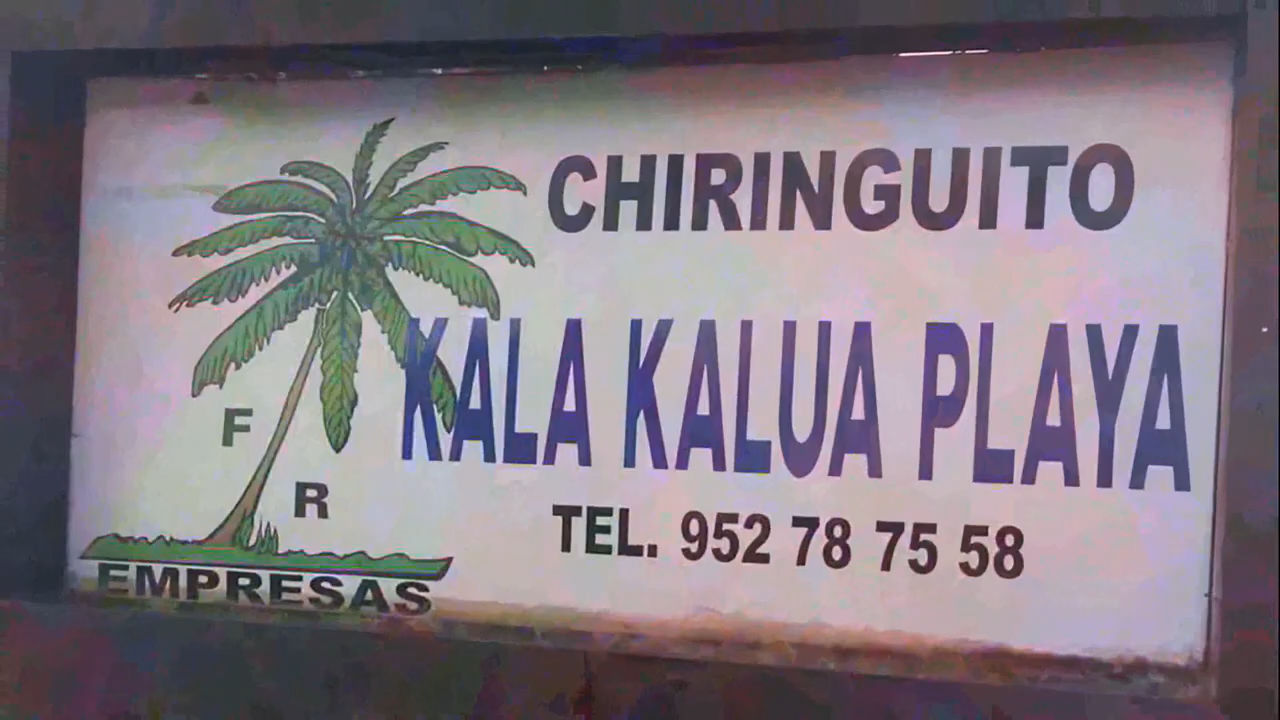 CHIRINGUITO
KALA KALUA PLAYA
TEL. 952 78 75 58
F
R
EMPRESAS